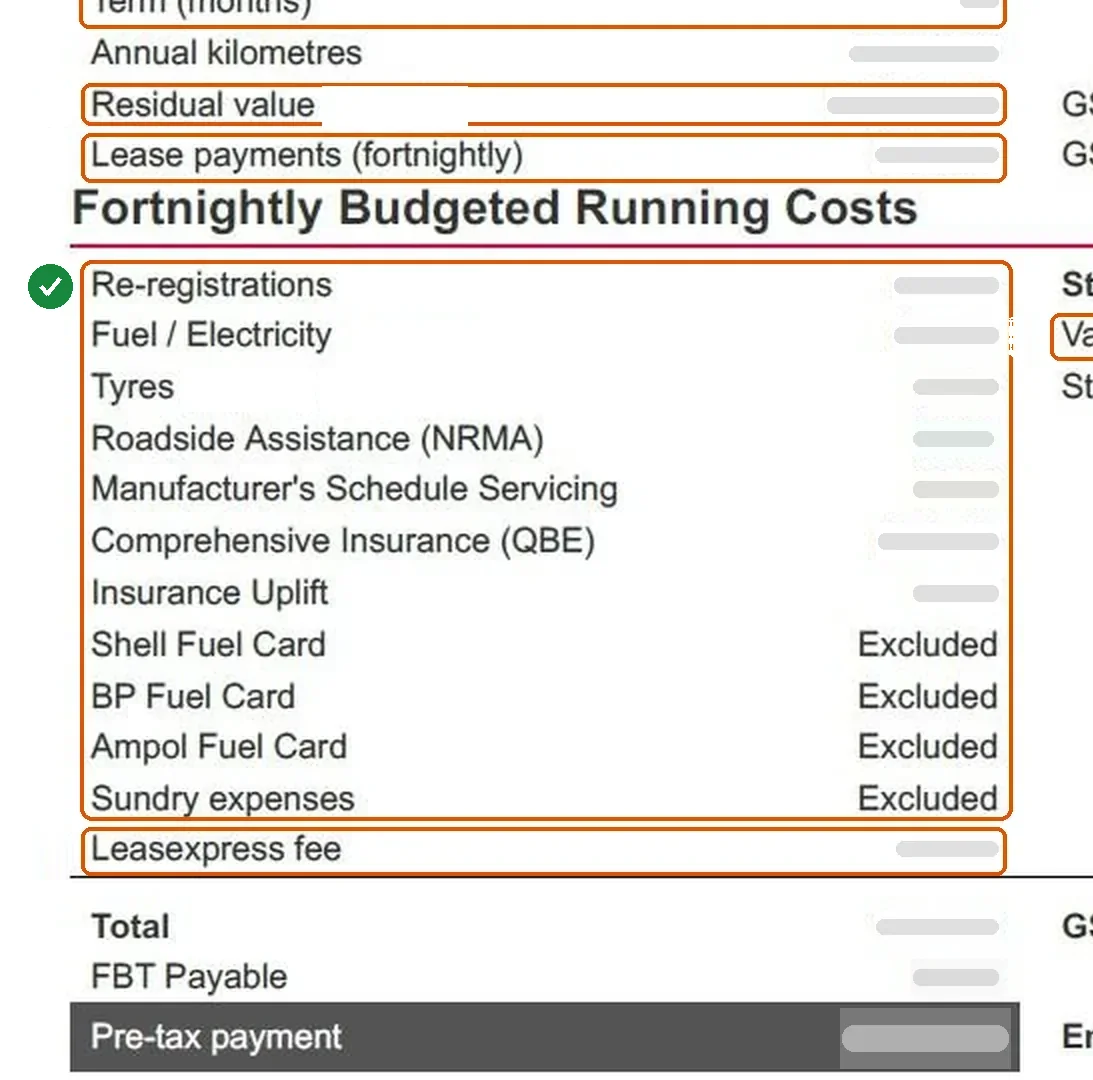 Term (months)
Annual kilometres
Residual value
Lease payments (fortnightly)
Fortnightly Budgeted Running Costs
Re-registrations
Fuel / Electricity
Tyres
Roadside Assistance (NRMA)
Manufacturer's Schedule Servicing
Comprehensive Insurance (QBE)
Insurance Uplift
Shell Fuel Card Excluded
BP Fuel Card Excluded
Ampol Fuel Card Excluded
Sundry expenses Excluded
Leasexpress fee
Total
FBT Payable
Pre-tax payment